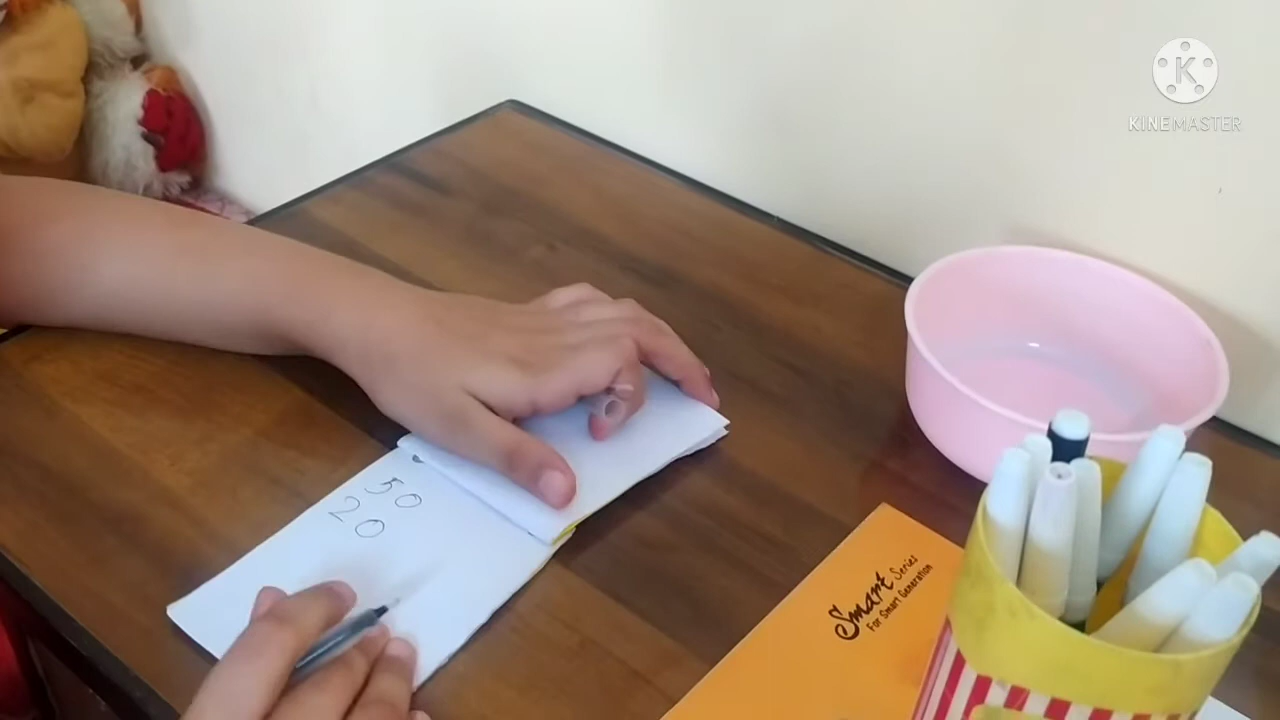 50
20
Smart Series
For Smart Generation
K
KINEMASTER